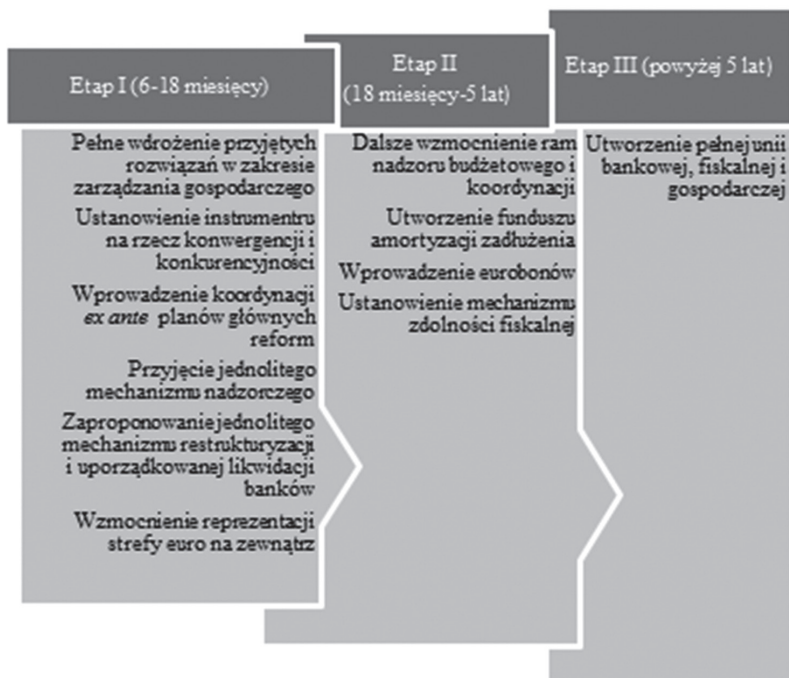 Etap I (6-18 miesięcy)
Pełne wdrożenie przyjętych
rozwiązań w zakresie
zarządzania gospodarczego
Ustanowienie instrumentru
na rzecz konwergencji i
konkurencyjności
Wprowadzenie koordynacji
ex ante planów głównych
reform
Przyjęcie jednolitego
mechanizmu nadzorczego
Zaproponowanie jednolitego
mechanizmu restrukturyzacji
i uporządkowanej likwidacji
banków
Wzmocnienie reprezentacji
strefy euro na zewnątrz
Etap II
(18 miesięcy-5 lat)
Dalsze wzmocnienie ram
nadzoru budżetowego i
koordynacji
Utworzenie funduszu
amortyzacji zadłużenia
Wprowadzenie eurobonów
Ustanowienie mechanizmu
zdolności fiskalnej
Etap III (powyżej 5 lat)
Utworzenie pełnej unii
bankowej, fiskalnej i
gospodarczej